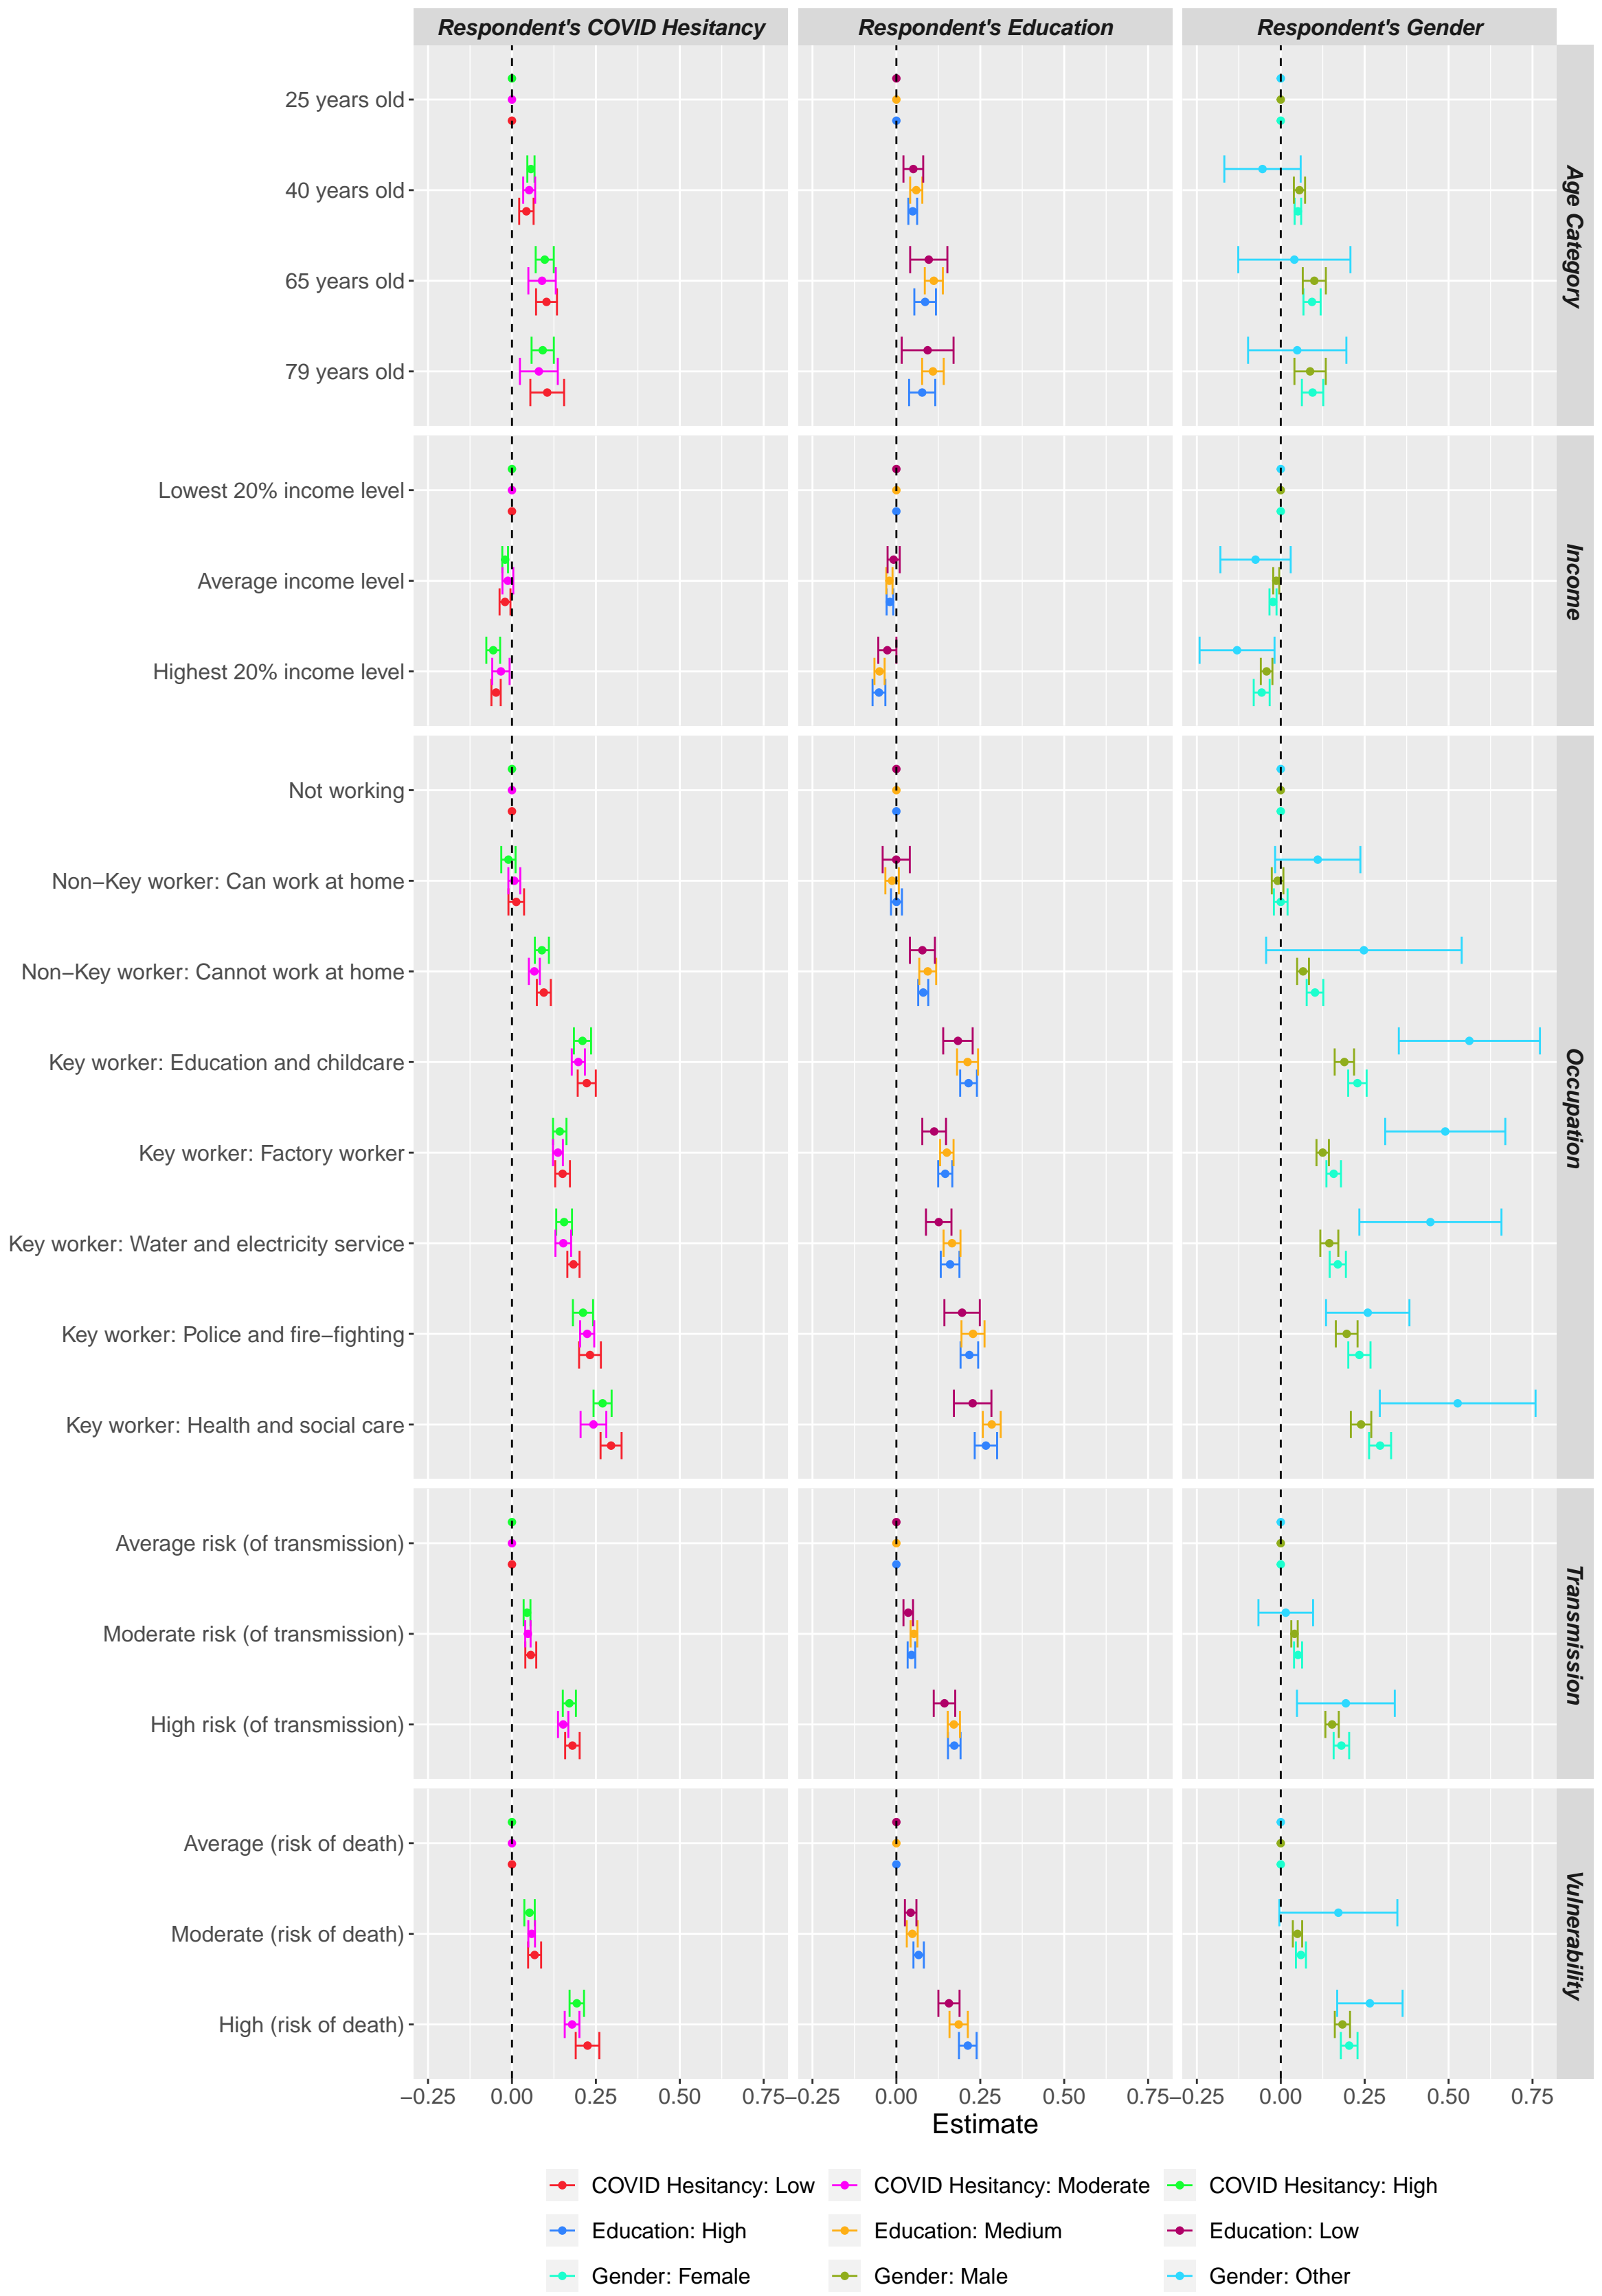 Respondent's COVID Hesitancy
Respondent's Education
Respondent's Gender
25 years old
40 years old
65 years old
79 years old
Age Category
Lowest 20% income level
Average income level
Highest 20% income level
Income
Not working
Non−Key worker: Can work at home
Non−Key worker: Cannot work at home
Key worker: Education and childcare
Key worker: Factory worker
Key worker: Water and electricity service
Key worker: Police and fire−fighting
Key worker: Health and social care
Occupation
Average risk (of transmission)
Moderate risk (of transmission)
High risk (of transmission)
Transmission
Average (risk of death)
Moderate (risk of death)
High (risk of death)
Vulnerability
−0.25 0.00 0.25 0.50 0.75 −0.25 0.00 0.25 0.50 0.75 −0.25 0.00 0.25 0.50 0.75
Estimate
COVID Hesitancy: Low COVID Hesitancy: Moderate COVID Hesitancy: High
Education: High Education: Medium Education: Low
Gender: Female Gender: Male Gender: Other